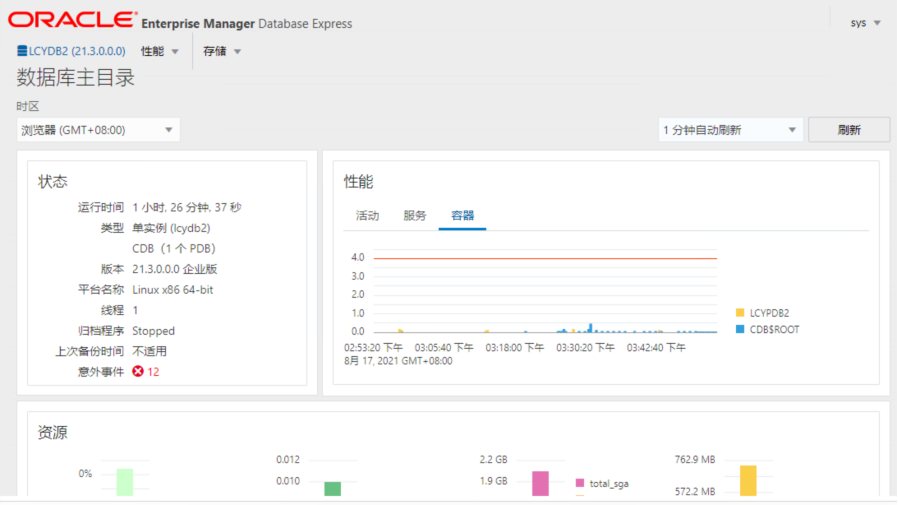 ORACLE Enterprise Manager Database Express
sys
LCYDB2 (21.3.0.0.0) 性能 存储
数据库主目录
时区
浏览器 (GMT+08:00)
1 分钟自动刷新 刷新
状态
运行时间 1 小时, 26 分钟, 37 秒
类型 单实例 (lcydb2)
CDB（1 个 PDB）
版本 21.3.0.0.0 企业版
平台名称 Linux x86 64-bit
线程 1
归档程序 Stopped
上次备份时间 不适用
意外事件 12
性能
活动 服务 容器
4.0
3.0
2.0
1.0
0.0
LCYPDB2
CDB$ROOT
02:53:20 下午 03:05:40 下午 03:18:00 下午 03:30:20 下午 03:42:40 下午
8月 17, 2021 GMT+08:00
资源
0%
0.012
0.010
2.2 GB
1.9 GB
total_sga
762.9 MB
572.2 MB